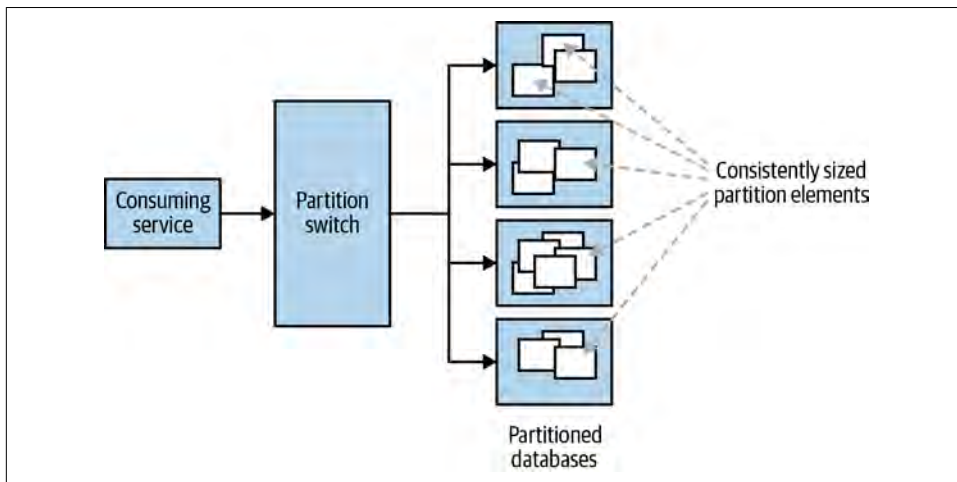 Consuming
service
Partition
switch
Consistently sized
partition elements
Partitioned
databases